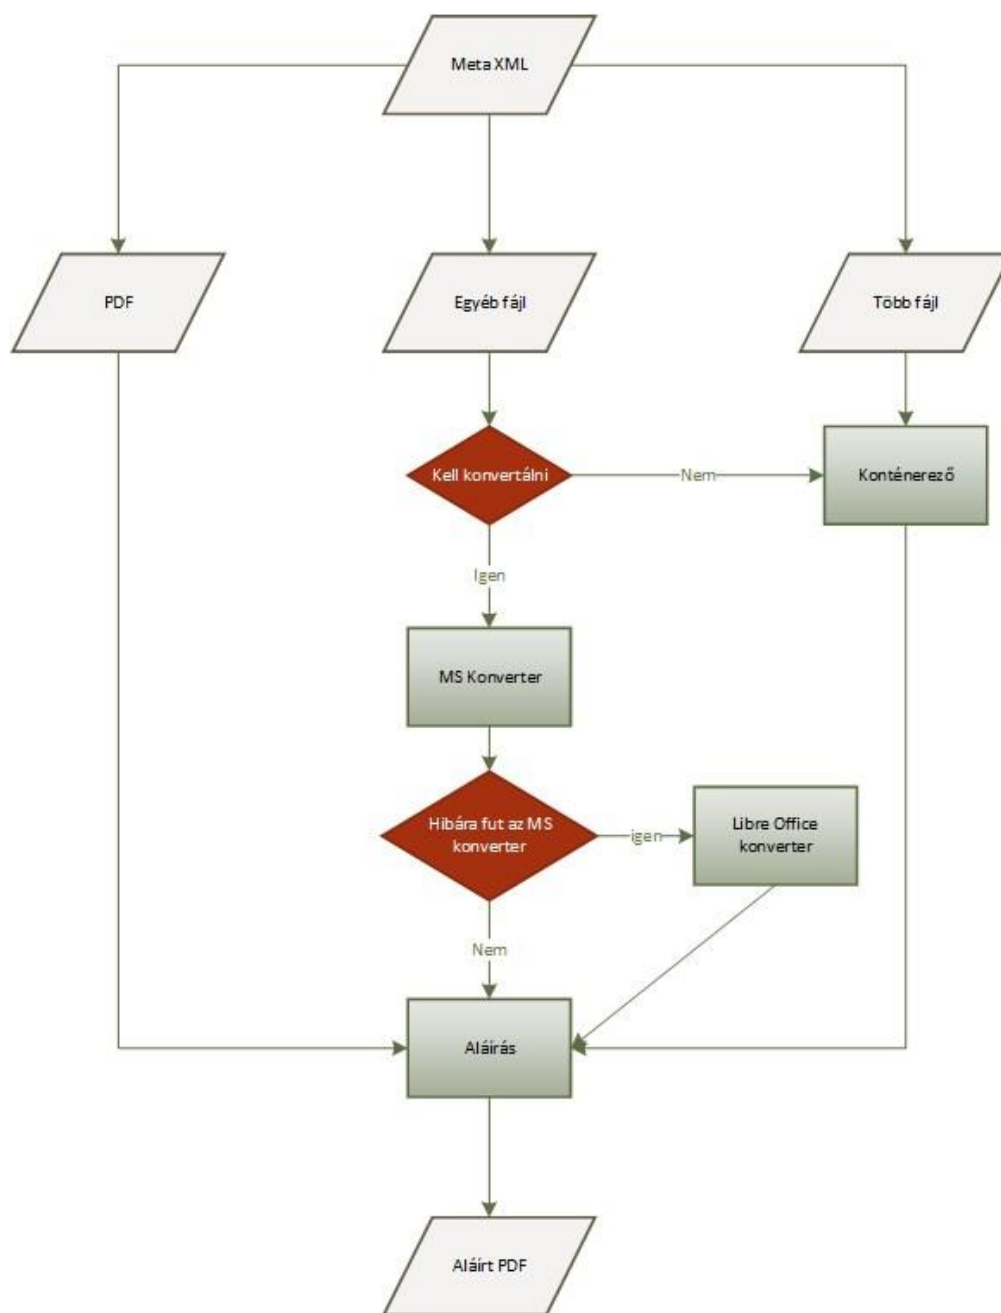 Meta XML
PDF
Egyéb fájl
Több fájl
Kell konvertálni
Nem
Konténerező
Igen
MS Konverter
Hibára fut az MS
konverter
igen
Libre Office
konverter
Nem
Aláírás
Aláírt PDF